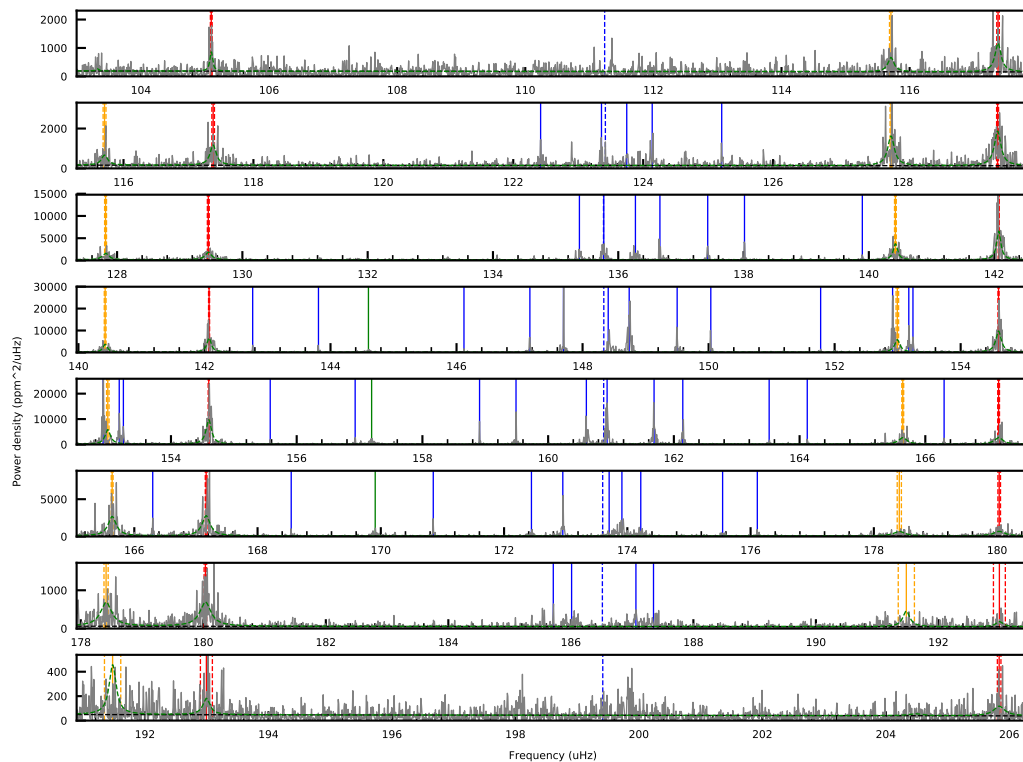 2000
1000
0
104 106 108 110 112 114 116
2000
0
116 118 120 122 124 126 128
15000
10000
5000
0
128 130 132 134 136 138 140 142
30000
20000
10000
0
140 142 144 146 148 150 152 154
20000
10000
0
154 156 158 160 162 164 166
5000
0
166 168 170 172 174 176 178 180
1000
0
178 180 182 184 186 188 190 192
400
200
0
192 194 196 198 200 202 204 206
Power density (ppm^2/uHz)
Frequency (uHz)